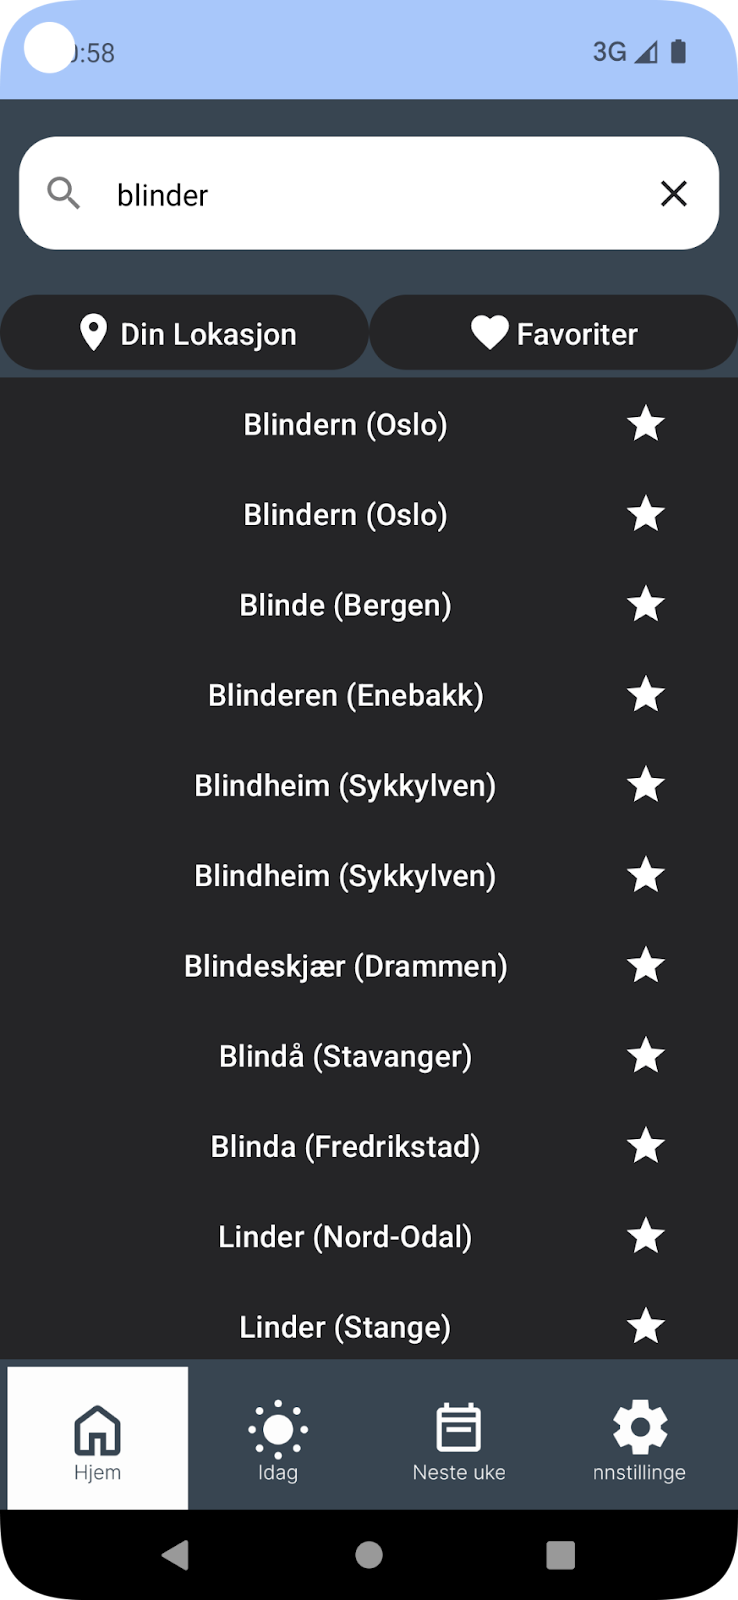 :58 3G
blinder
Din Lokasjon Favoriter
Blindern (Oslo)
Blindern (Oslo)
Blinde (Bergen)
Blinderen (Enebakk)
Blindheim (Sykkylven)
Blindheim (Sykkylven)
Blindeskjær (Drammen)
Blindå (Stavanger)
Blinda (Fredrikstad)
Linder (Nord-Odal)
Linder (Stange)
Hjem Idag Neste uke nnstillinge